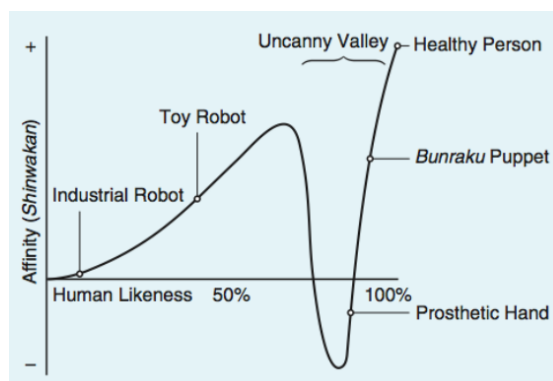 +
Uncanny Valley
Healthy Person
Toy Robot
Bunraku Puppet
Industrial Robot
Affinity (Shinwakan)
Human Likeness 50% 100%
Prosthetic Hand
−